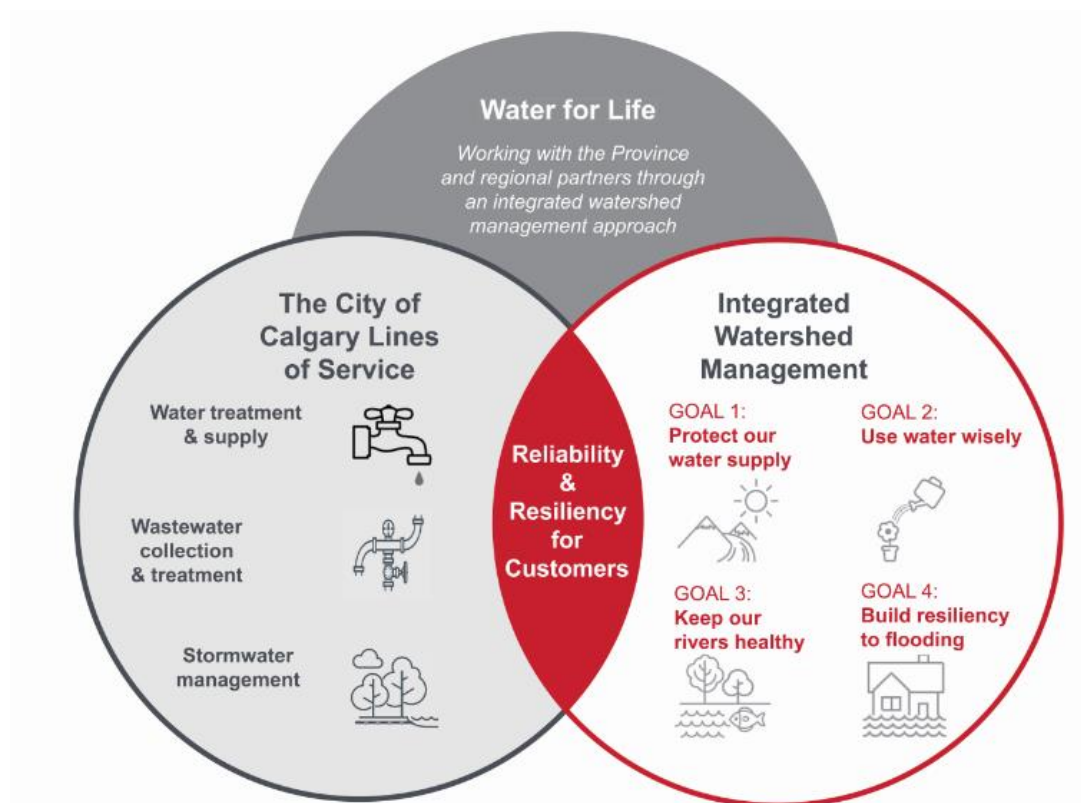 Water for Life
Working with the Province
and regional partners through
an integrated watershed
management approach
The City of
Calgary Lines
of Service
Water treatment
& supply
Wastewater
collection
& treatment
Stormwater
management
Reliability
&
Resiliency
for
Customers
Integrated
Watershed
Management
GOAL 1:
Protect our
water supply
GOAL 2:
Use water wisely
GOAL 3:
Keep our
rivers healthy
GOAL 4:
Build resiliency
to flooding